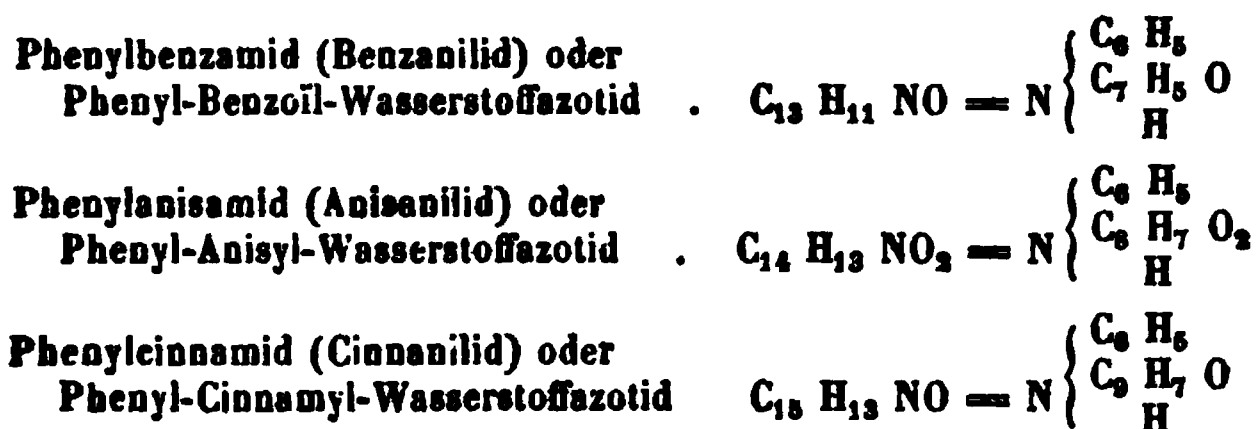 C₆ H₅
Phenylbenzamid (Benzanilid) oder
Phenyl-Benzoïl-Wasserstoffazotid . C₁₃ H₁₁ NO = N { C₇ H₅ O
H
C₆ H₅
Phenylanisamid (Anisanilid) oder
Phenyl-Anisyl-Wasserstoffazotid . C₁₄ H₁₃ NO₂ = N { C₈ H₇ O₂
H
C₆ H₅
Phenylcinnamid (Cinnanilid) oder
Phenyl-Cinnamyl-Wasserstoffazotid C₁₅ H₁₃ NO = N { C₉ H₇ O
H